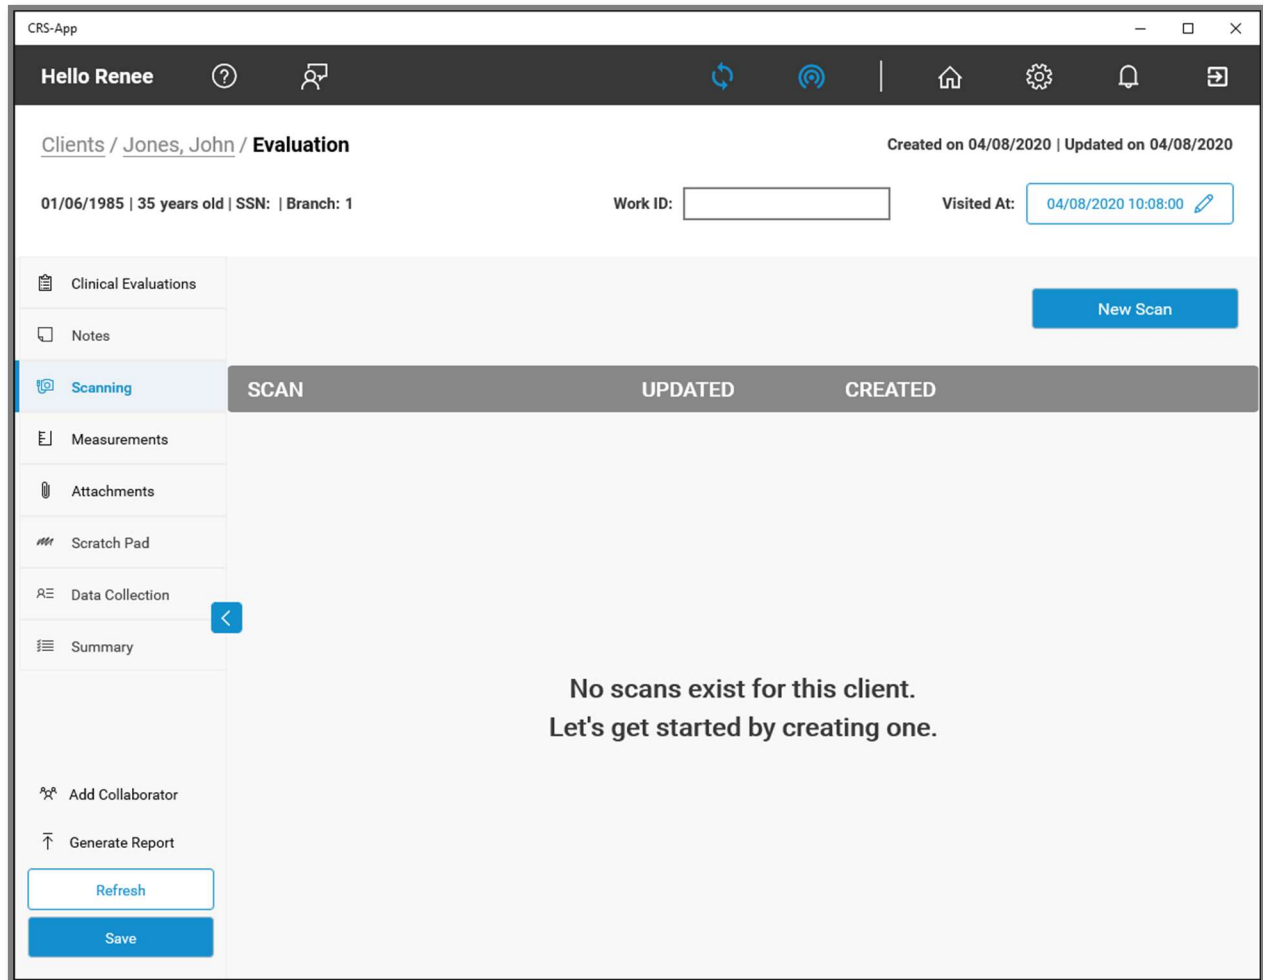 CRS-App
Hello Renee
Clients / Jones, John / Evaluation
Created on 04/08/2020 | Updated on 04/08/2020
01/06/1985 | 35 years old | SSN: | Branch: 1
Work ID:
Visited At:
04/08/2020 10:08:00
Clinical Evaluations
Notes
Scanning
Measurements
Attachments
Scratch Pad
Data Collection
Summary
Add Collaborator
Generate Report
Refresh
Save
New Scan
SCAN UPDATED CREATED
No scans exist for this client.
Let's get started by creating one.